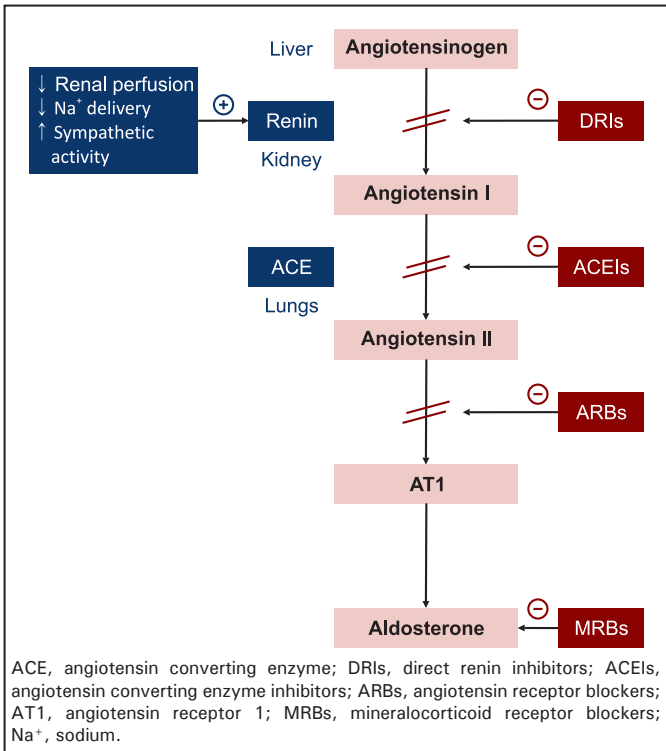 Liver
Angiotensinogen
↓ Renal perfusion
↓ Na⁺ delivery
↑ Sympathetic
activity
+
Renin
Kidney
−
DRIs
Angiotensin I
ACE
Lungs
−
ACEIs
Angiotensin II
−
ARBs
AT1
Aldosterone
−
MRBs
ACE, angiotensin converting enzyme; DRIs, direct renin inhibitors; ACEIs,
angiotensin converting enzyme inhibitors; ARBs, angiotensin receptor blockers;
AT1, angiotensin receptor 1; MRBs, mineralocorticoid receptor blockers;
Na⁺, sodium.